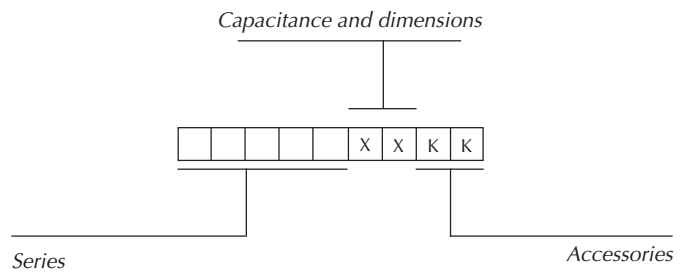 Capacitance and dimensions
X X K K
Series
Accessories